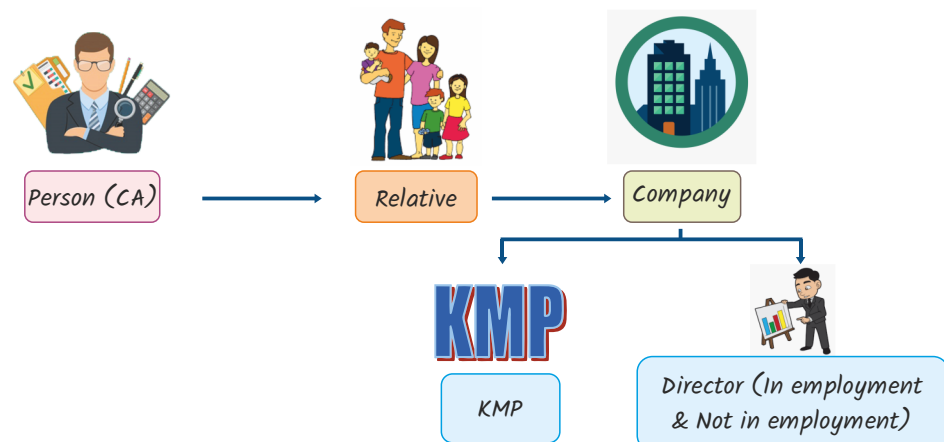 Person (CA)
Relative
Company
KMP
KMP
Director (In employment
& Not in employment)